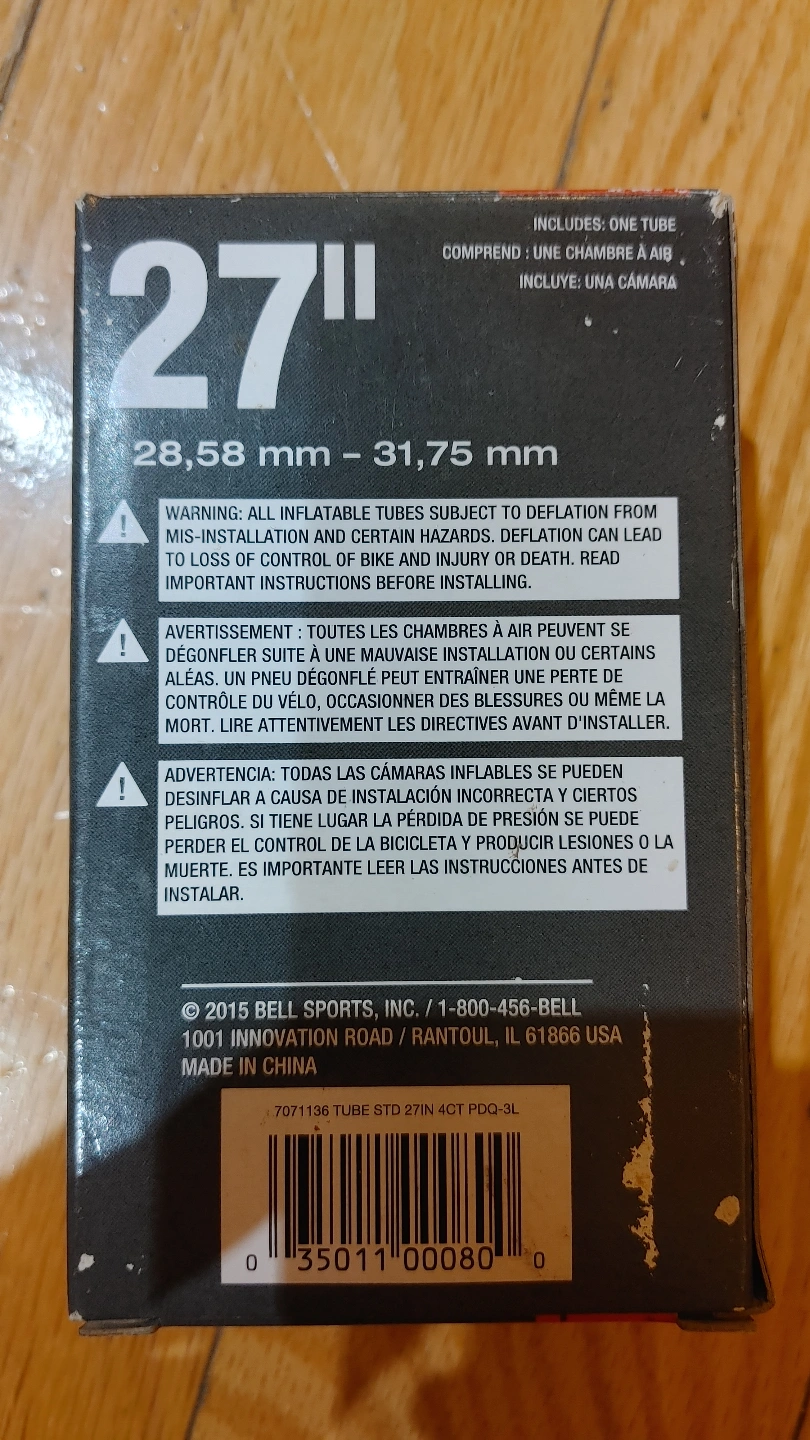 INCLUDES: ONE TUBE
COMPREND : UNE CHAMBRE À AIR
INCLUYE: UNA CÁMARA
27"
28,58 mm – 31,75 mm
WARNING: ALL INFLATABLE TUBES SUBJECT TO DEFLATION FROM
MIS-INSTALLATION AND CERTAIN HAZARDS. DEFLATION CAN LEAD
TO LOSS OF CONTROL OF BIKE AND INJURY OR DEATH. READ
IMPORTANT INSTRUCTIONS BEFORE INSTALLING.
AVERTISSEMENT : TOUTES LES CHAMBRES À AIR PEUVENT SE
DÉGONFLER SUITE À UNE MAUVAISE INSTALLATION OU CERTAINS
ALÉAS. UN PNEU DÉGONFLÉ PEUT ENTRAÎNER UNE PERTE DE
CONTRÔLE DU VÉLO, OCCASIONNER DES BLESSURES OU MÊME LA
MORT. LIRE ATTENTIVEMENT LES DIRECTIVES AVANT D'INSTALLER.
ADVERTENCIA: TODAS LAS CÁMARAS INFLABLES SE PUEDEN
DESINFLAR A CAUSA DE INSTALACIÓN INCORRECTA Y CIERTOS
PELIGROS. SI TIENE LUGAR LA PÉRDIDA DE PRESIÓN SE PUEDE
PERDER EL CONTROL DE LA BICICLETA Y PRODUCIR LESIONES O LA
MUERTE. ES IMPORTANTE LEER LAS INSTRUCCIONES ANTES DE
INSTALAR.
© 2015 BELL SPORTS, INC. / 1-800-456-BELL
1001 INNOVATION ROAD / RANTOUL, IL 61866 USA
MADE IN CHINA
7071136 TUBE STD 27IN 4CT PDQ-3L
0 35011 00080 0